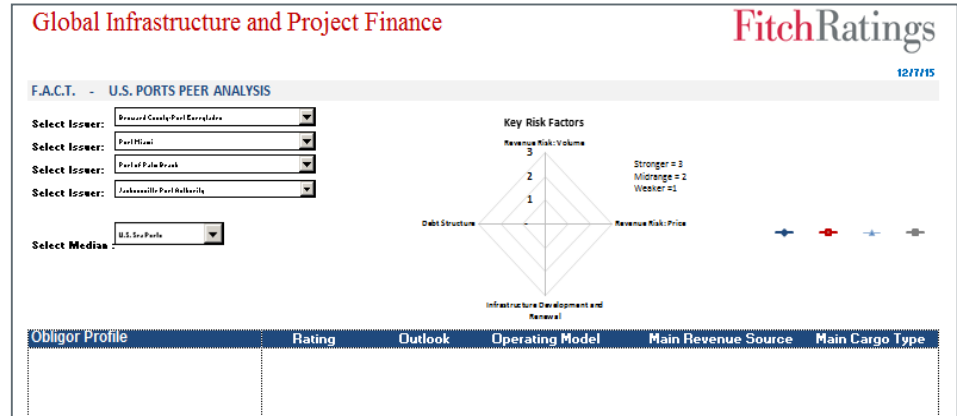 Global Infrastructure and Project Finance
FitchRatings
12/7/15
F.A.C.T. - U.S. PORTS PEER ANALYSIS
Select Issuer: Broward County-Port Everglades
Select Issuer: Port Miami
Select Issuer: Port of Palm Beach
Select Issuer: Jacksonville Port Authority
Select Median : U.S. Sea Ports
Key Risk Factors
Revenue Risk: Volume
3
2
1
-
Stronger = 3
Midrange = 2
Weaker =1
Debt Structure
Revenue Risk: Price
Infrastructure Development and
Renewal
Obligor Profile Rating Outlook Operating Model Main Revenue Source Main Cargo Type